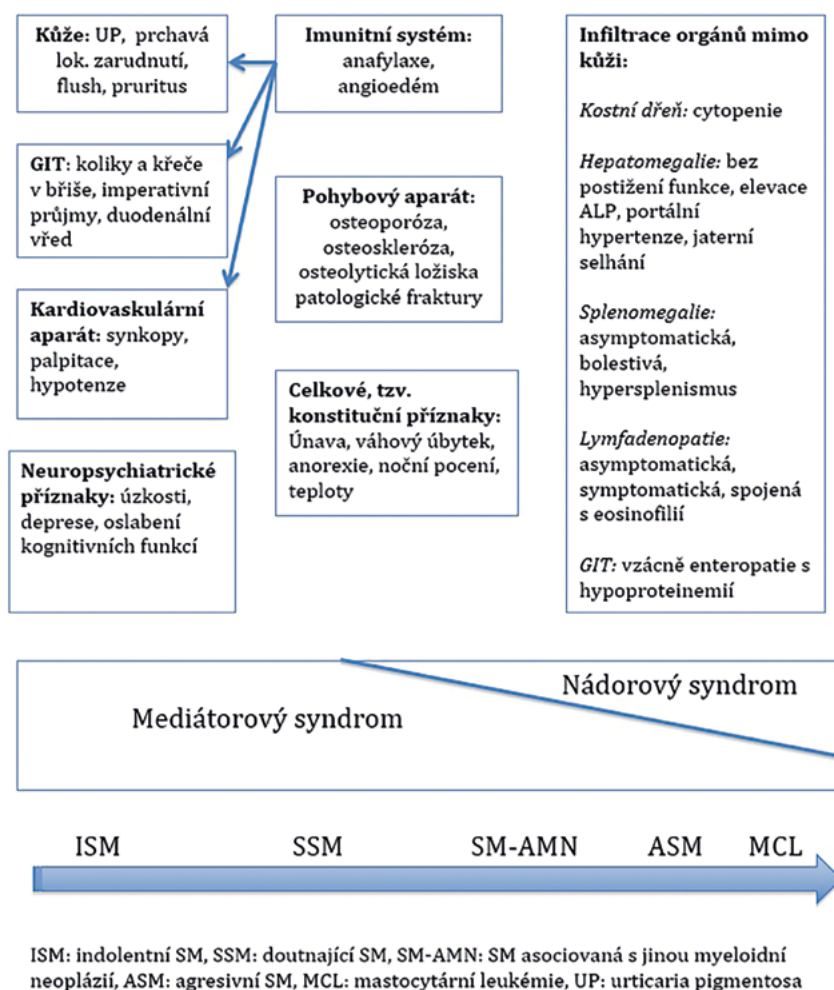 Kůže: UP, prchavá
lok. zarudnutí,
flush, pruritus
Imunitní systém:
anafylaxe,
angioedém
Infiltrace orgánů mimo
kůži:
Kostní dřeň: cytopenie
Hepatomegalie: bez
postižení funkce, elevace
ALP, portální
hypertenze, jaterní
selhání
Splenomegalie:
asymptomatická,
bolestivá,
hypersplenismus
Lymfadenopatie:
asymptomatická,
symptomatická, spojená
s eosinofilií
GIT: vzácně enteropatie s
hypoproteinemií
GIT: koliky a křeče
v břiše, imperativní
průjmy, duodenální
vřed
Pohybový aparát:
osteoporóza,
osteoskleróza,
osteolytická ložiska
patologické fraktury
Kardiovaskulární
aparát: synkopy,
palpitace,
hypotenze
Celkové, tzv.
konstituční příznaky:
Únava, váhový úbytek,
anorexie, noční pocení,
teploty
Neuropsychiatrické
příznaky: úzkosti,
deprese, oslabení
kognitivních funkcí
Nádorový syndrom
Mediátorový syndrom
ISM SSM SM-AMN ASM MCL
ISM: indolentní SM, SSM: doutnající SM, SM-AMN: SM asociovaná s jinou myeloidní
neoplázií, ASM: agresivní SM, MCL: mastocytární leukémie, UP: urticaria pigmentosa